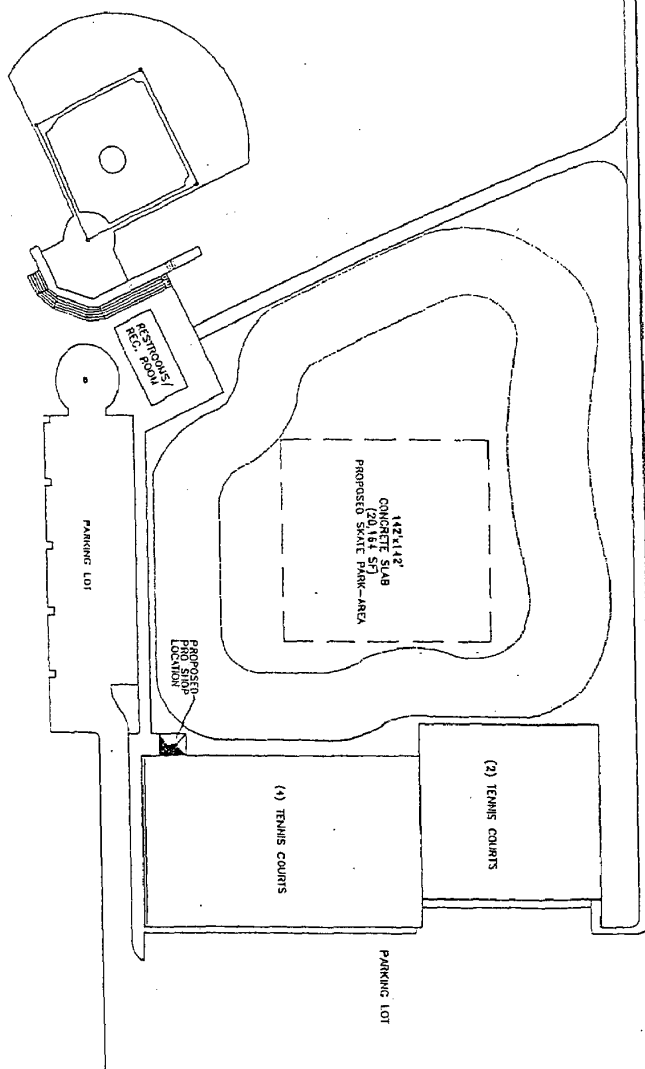 RESTROOMS/
REC. ROOM
PARKING LOT
142'x142'
CONCRETE SLAB
(20,164 SF)
PROPOSED SKATE PARK-AREA
PROPOSED
PRO SHOP
LOCATION
(2) TENNIS COURTS
(4) TENNIS COURTS
PARKING LOT